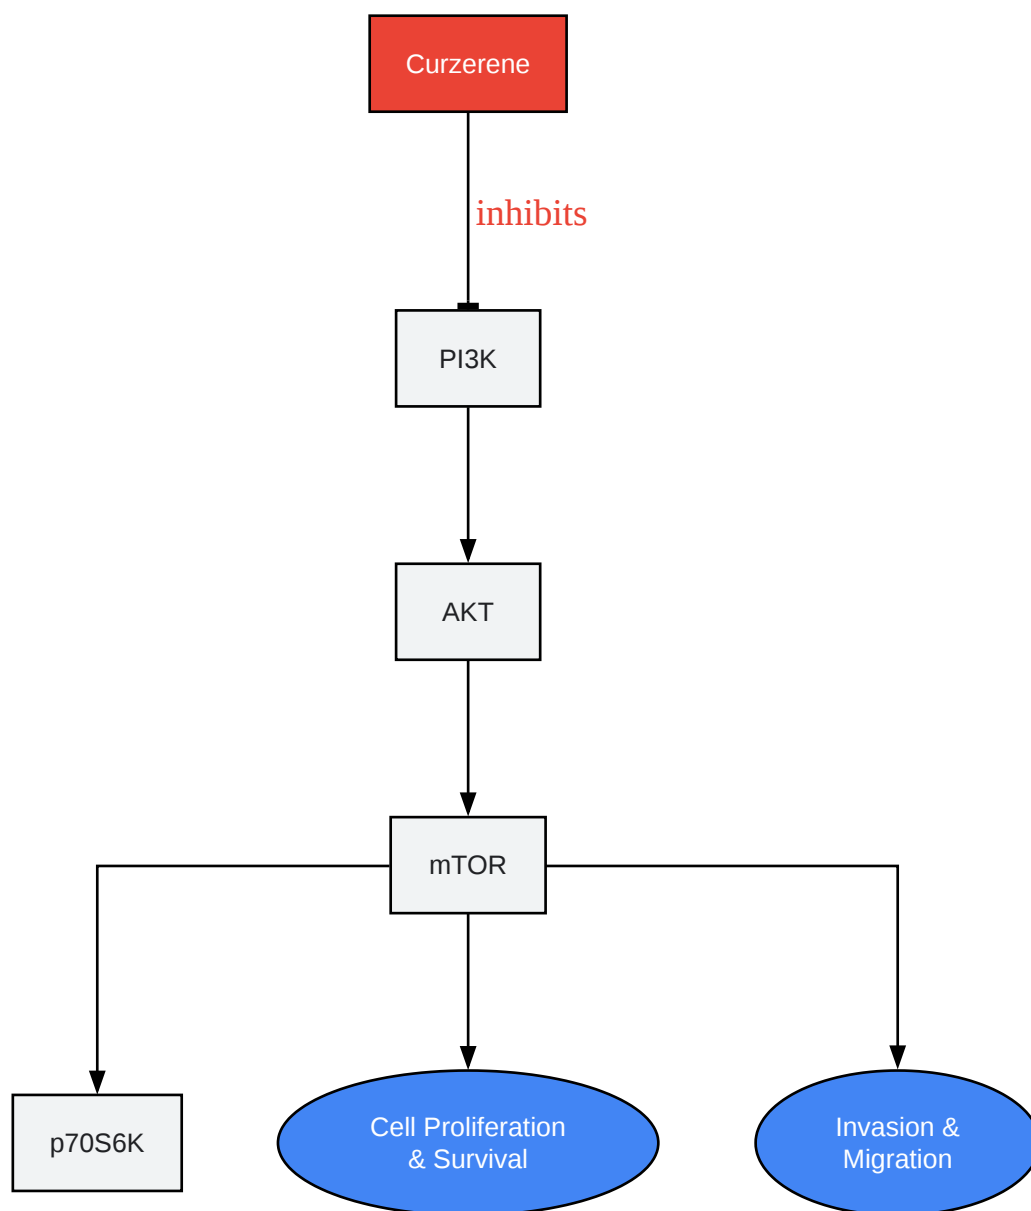 Curzerene
inhibits
PI3K
AKT
mTOR
p70S6K
Cell Proliferation
& Survival
Invasion &
Migration